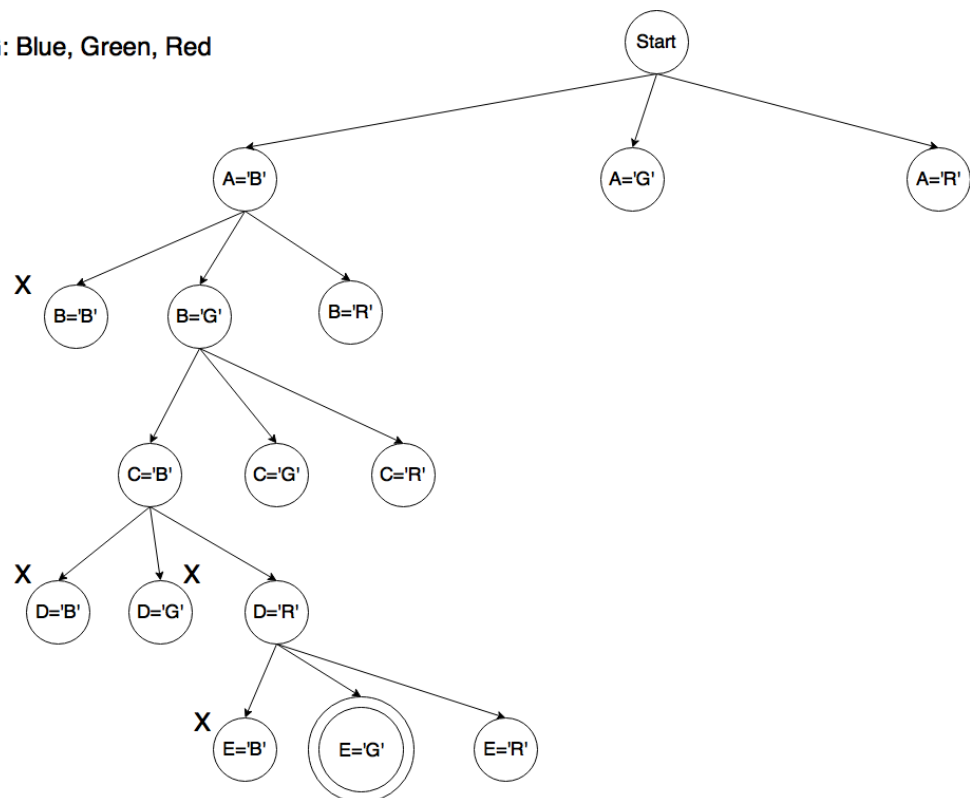 : Blue, Green, Red
Start
A='B'
A='G'
A='R'
X
B='B'
B='G'
B='R'
C='B'
C='G'
C='R'
X
X
D='B'
D='G'
D='R'
X
E='B'
E='G'
E='R'